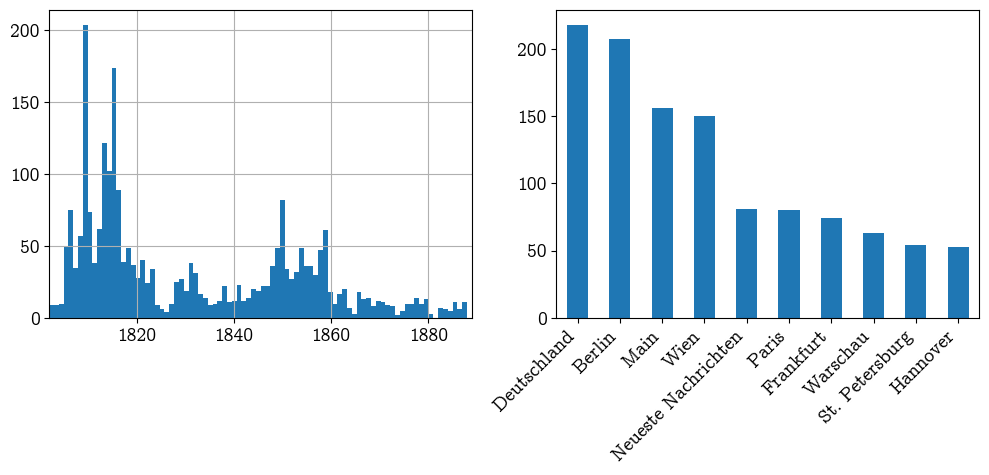 200
150
100
50
0
1820 1840 1860 1880
200
150
100
50
0
Deutschland
Berlin
Main
Wien
Neueste Nachrichten
Paris
Frankfurt
Warschau
St. Petersburg
Hannover